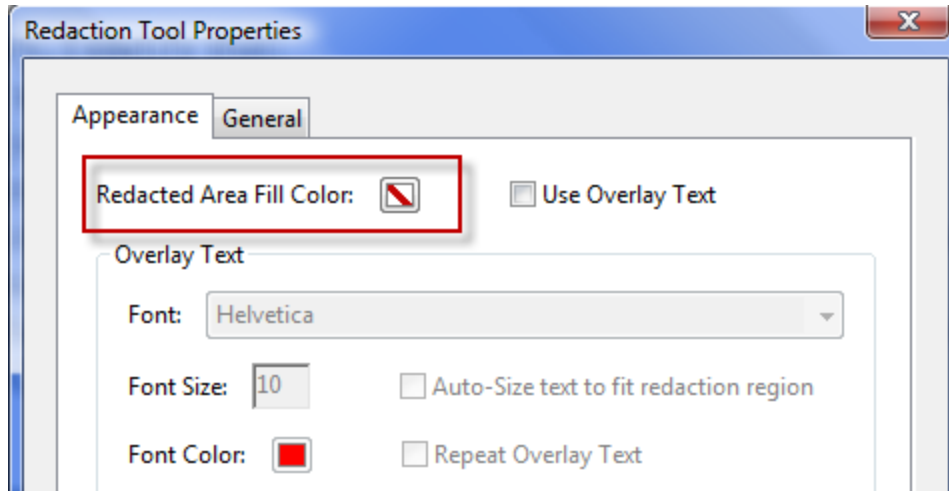 Redaction Tool Properties
Appearance General
Redacted Area Fill Color: Use Overlay Text
Overlay Text
Font: Helvetica
Font Size: 10 Auto-Size text to fit redaction region
Font Color: Repeat Overlay Text